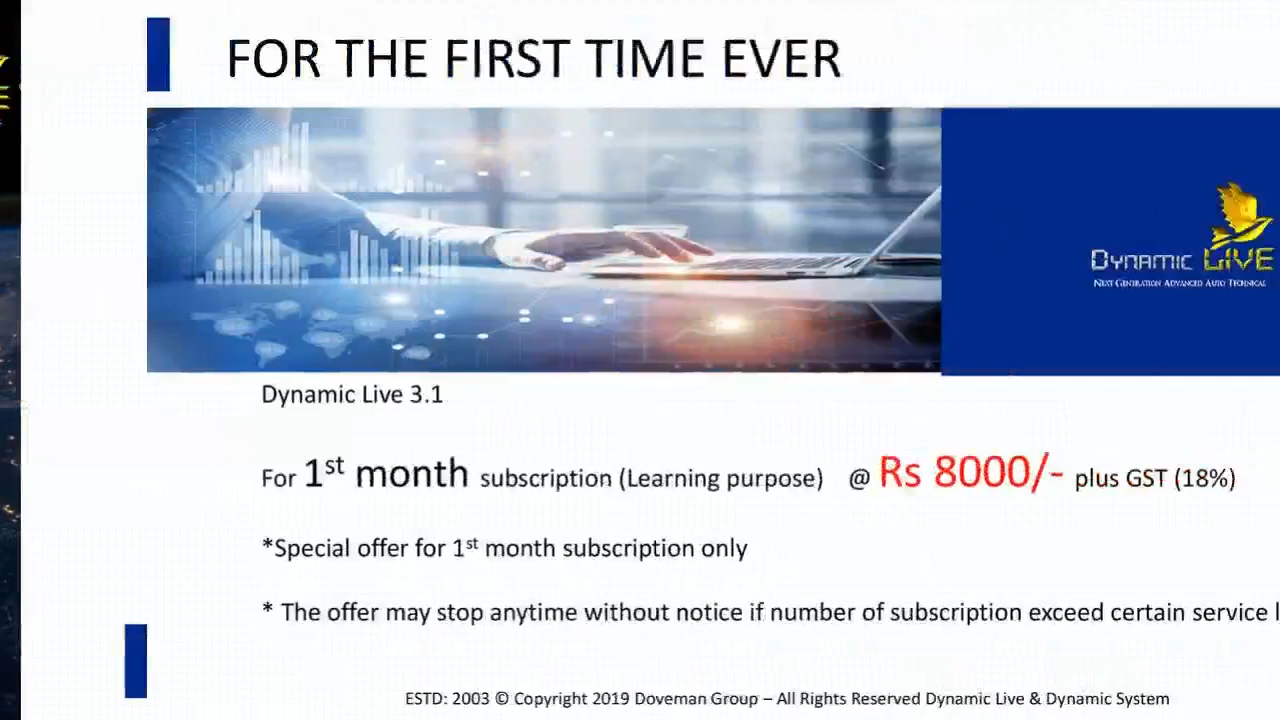 FOR THE FIRST TIME EVER
DYNAMIC LIVE
NEXT GENERATION ADVANCED AUTO TECHNICAL
Dynamic Live 3.1
For 1st month subscription (Learning purpose) @ Rs 8000/- plus GST (18%)
*Special offer for 1st month subscription only
* The offer may stop anytime without notice if number of subscription exceed certain service
ESTD: 2003 © Copyright 2019 Doveman Group – All Rights Reserved Dynamic Live & Dynamic System